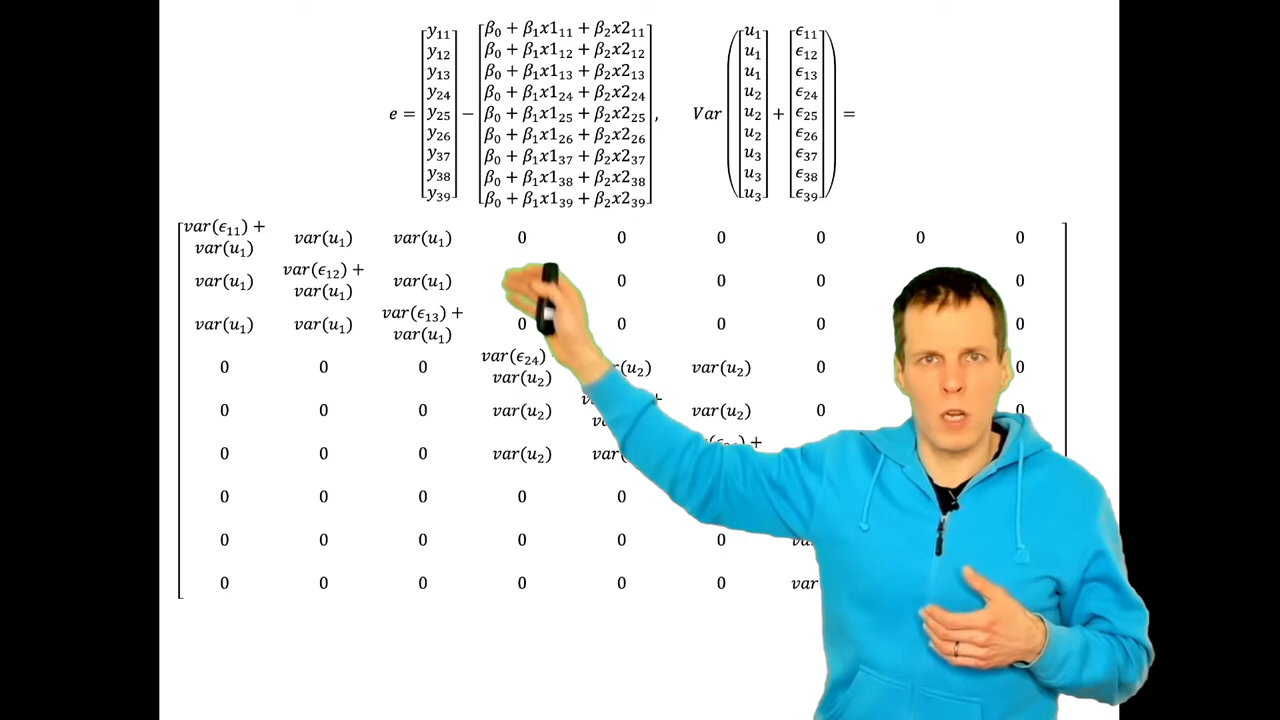 e = [y₁₁ y₁₂ y₁₃ y₂₄ y₂₅ y₂₆ y₃₇ y₃₈ y₃₉] − [β₀ + β₁x1₁₁ + β₂x2₁₁
β₀ + β₁x1₁₂ + β₂x2₁₂
β₀ + β₁x1₁₃ + β₂x2₁₃
β₀ + β₁x1₂₄ + β₂x2₂₄
β₀ + β₁x1₂₅ + β₂x2₂₅
β₀ + β₁x1₂₆ + β₂x2₂₆
β₀ + β₁x1₃₇ + β₂x2₃₇
β₀ + β₁x1₃₈ + β₂x2₃₈
β₀ + β₁x1₃₉ + β₂x2₃₉],
Var([u₁ u₁ u₁ u₂ u₂ u₂ u₃ u₃ u₃] + [ϵ₁₁ ϵ₁₂ ϵ₁₃ ϵ₂₄ ϵ₂₅ ϵ₂₆ ϵ₃₇ ϵ₃₈ ϵ₃₉]) =
var(ϵ₁₁) + var(u₁) var(u₁) var(u₁) 0 0 0 0 0 0
var(u₁) var(ϵ₁₂) + var(u₁) var(u₁) 0 0
var(u₁) var(u₁) var(ϵ₁₃) + var(u₁) 0 0 0 0 0
0 0 0 var(ϵ₂₄) var(u₂) var(u₂) 0 0
0 0 0 var(u₂) + var(u₂) 0 0
0 0 0 var(u₂) +
0 0 0 0 0
0 0 0 0 0
0 0 0 0 0 0 var